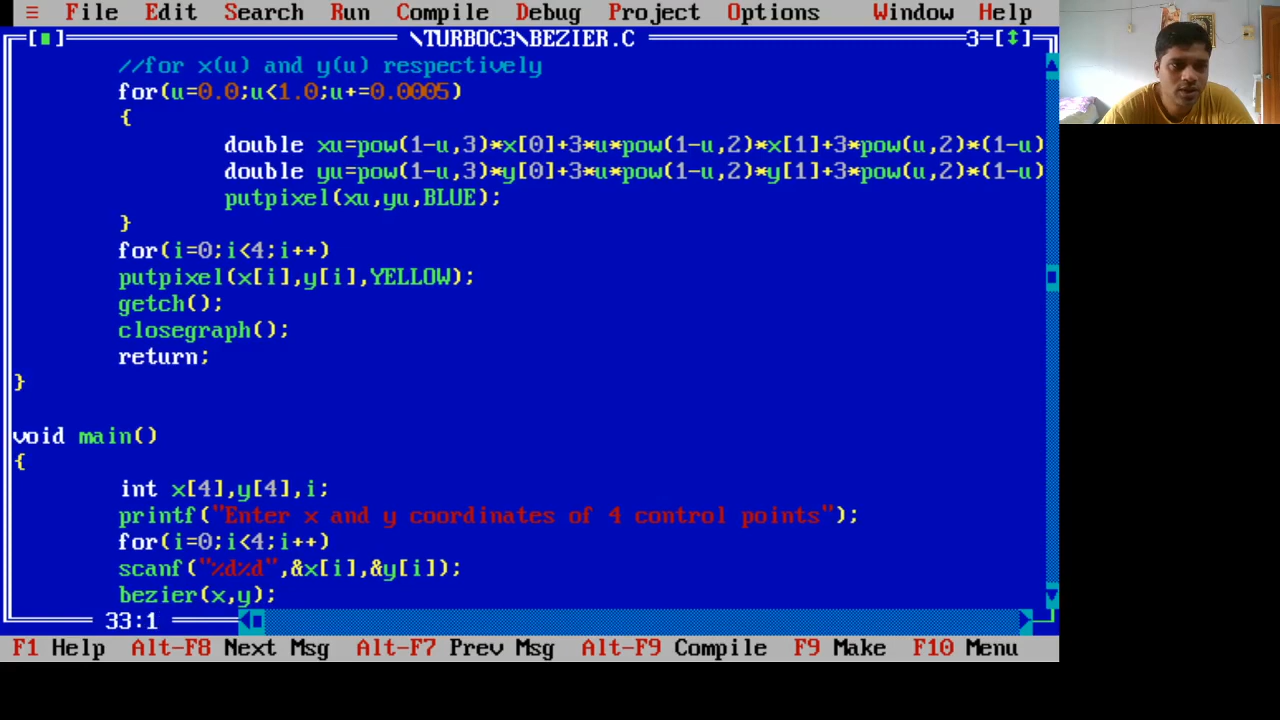 ≡ File Edit Search Run Compile Debug Project Options Window Help
[■] \TURBOC3\BEZIER.C 3=[↕]
//for x(u) and y(u) respectively
for(u=0.0;u<1.0;u+=0.0005)
{
double xu=pow(1-u,3)*x[0]+3*u*pow(1-u,2)*x[1]+3*pow(u,2)*(1-u)
double yu=pow(1-u,3)*y[0]+3*u*pow(1-u,2)*y[1]+3*pow(u,2)*(1-u)
putpixel(xu,yu,BLUE);
}
for(i=0;i<4;i++)
putpixel(x[i],y[i],YELLOW);
getch();
closegraph();
return;
}
void main()
{
int x[4],y[4],i;
printf("Enter x and y coordinates of 4 control points");
for(i=0;i<4;i++)
scanf("%d%d",&x[i],&y[i]);
bezier(x,y);
33:1
F1 Help Alt-F8 Next Msg Alt-F7 Prev Msg Alt-F9 Compile F9 Make F10 Menu